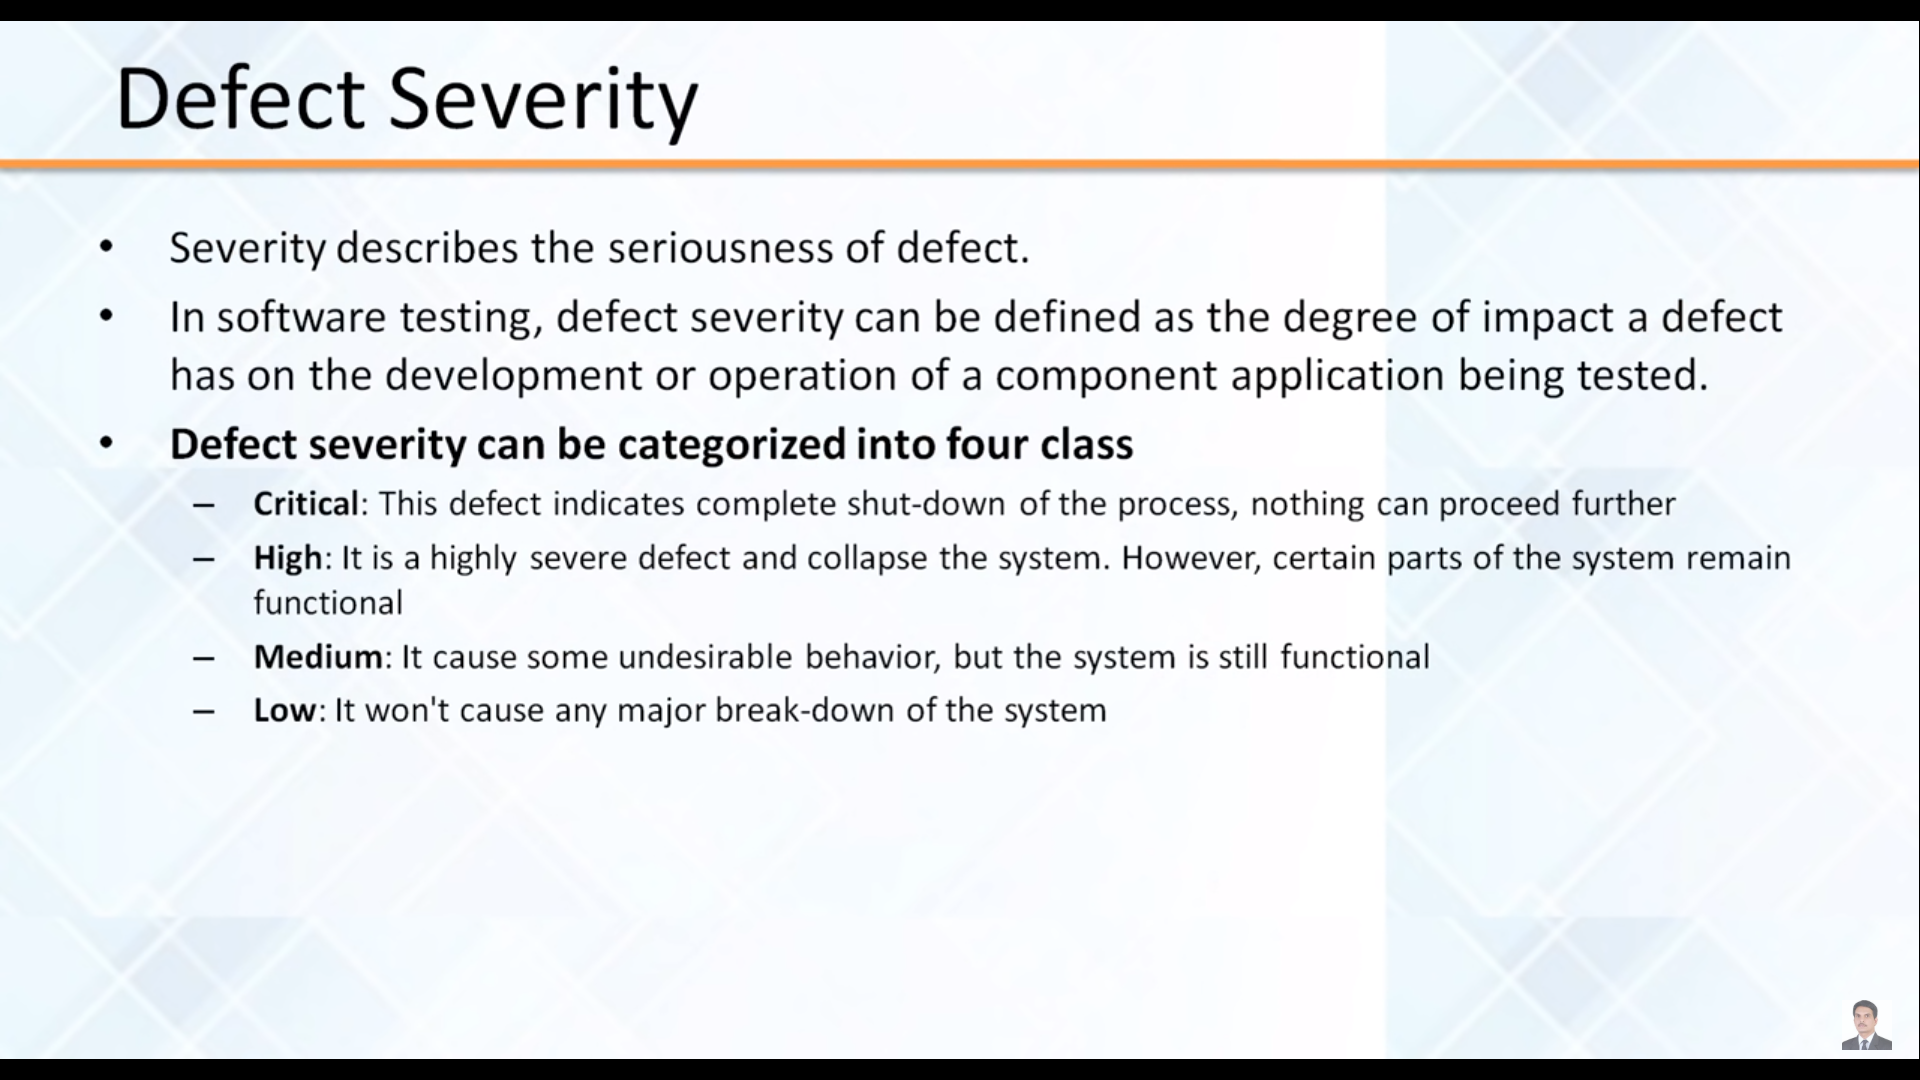 Defect Severity
• Severity describes the seriousness of defect.
• In software testing, defect severity can be defined as the degree of impact a defect
has on the development or operation of a component application being tested.
• Defect severity can be categorized into four class
– Critical: This defect indicates complete shut-down of the process, nothing can proceed further
– High: It is a highly severe defect and collapse the system. However, certain parts of the system remain
functional
– Medium: It cause some undesirable behavior, but the system is still functional
– Low: It won't cause any major break-down of the system